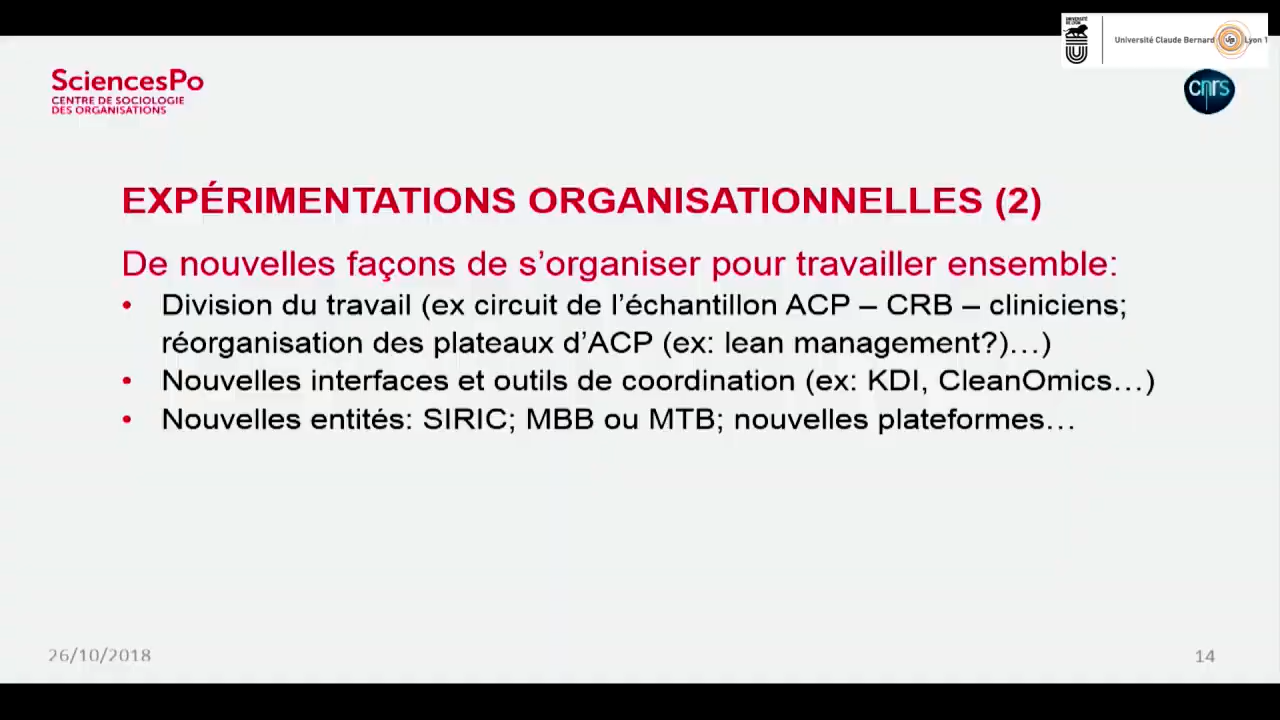 UNIVERSITÉ
DE LYON
Université Claude Bernard Lyon 1
SciencesPo
CENTRE DE SOCIOLOGIE
DES ORGANISATIONS
cnrs
EXPÉRIMENTATIONS ORGANISATIONNELLES (2)
De nouvelles façons de s’organiser pour travailler ensemble:
• Division du travail (ex circuit de l’échantillon ACP – CRB – cliniciens;
réorganisation des plateaux d’ACP (ex: lean management?)…)
• Nouvelles interfaces et outils de coordination (ex: KDI, CleanOmics…)
• Nouvelles entités: SIRIC; MBB ou MTB; nouvelles plateformes…
26/10/2018
14